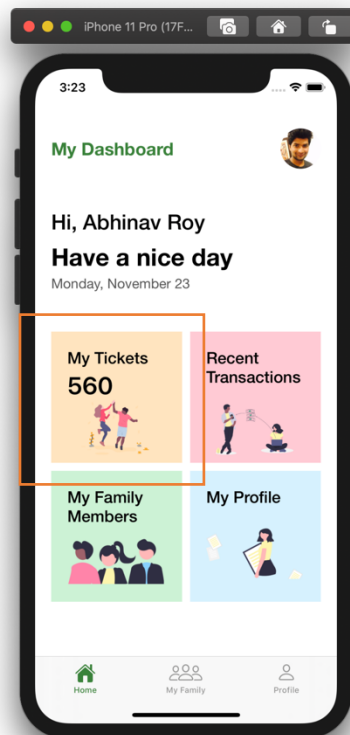 iPhone 11 Pro (17F...
3:23
My Dashboard
Hi, Abhinav Roy
Have a nice day
Monday, November 23
My Tickets
560
Recent
Transactions
My Family
Members
My Profile
Home
My Family
Profile